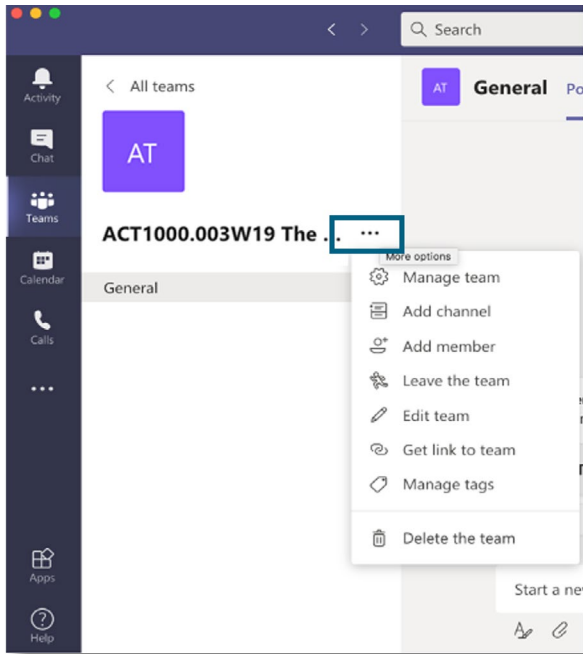 Search
Activity
Chat
Teams
Calendar
Calls
Apps
Help
All teams
AT
ACT1000.003W19 The ...
General
More options
Manage team
Add channel
Add member
Leave the team
Edit team
Get link to team
Manage tags
Delete the team
AT General Po
Start a ne